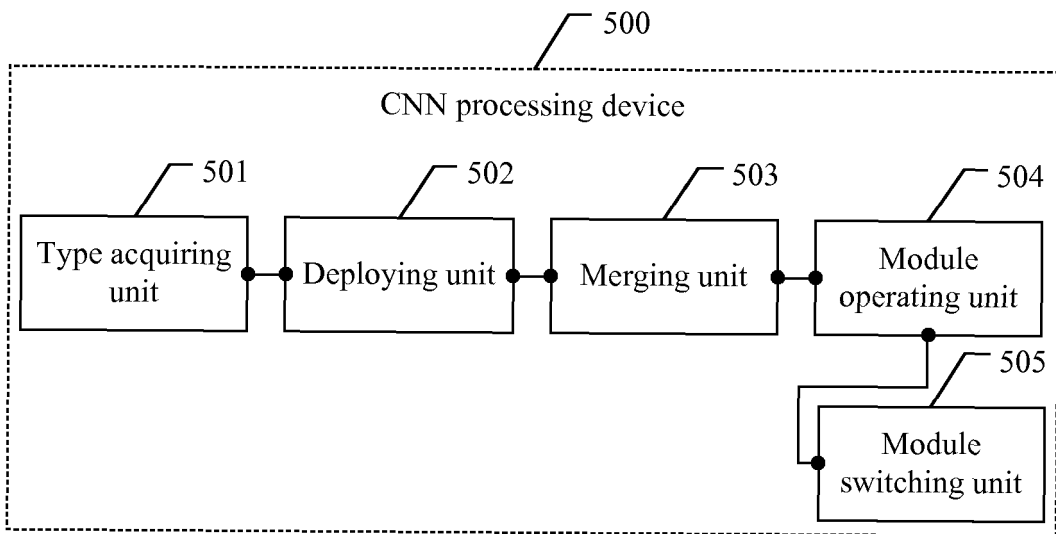 500
CNN processing device
501
502
503
504
Type acquiring
unit
Deploying unit
Merging unit
Module
operating unit
505
Module
switching unit